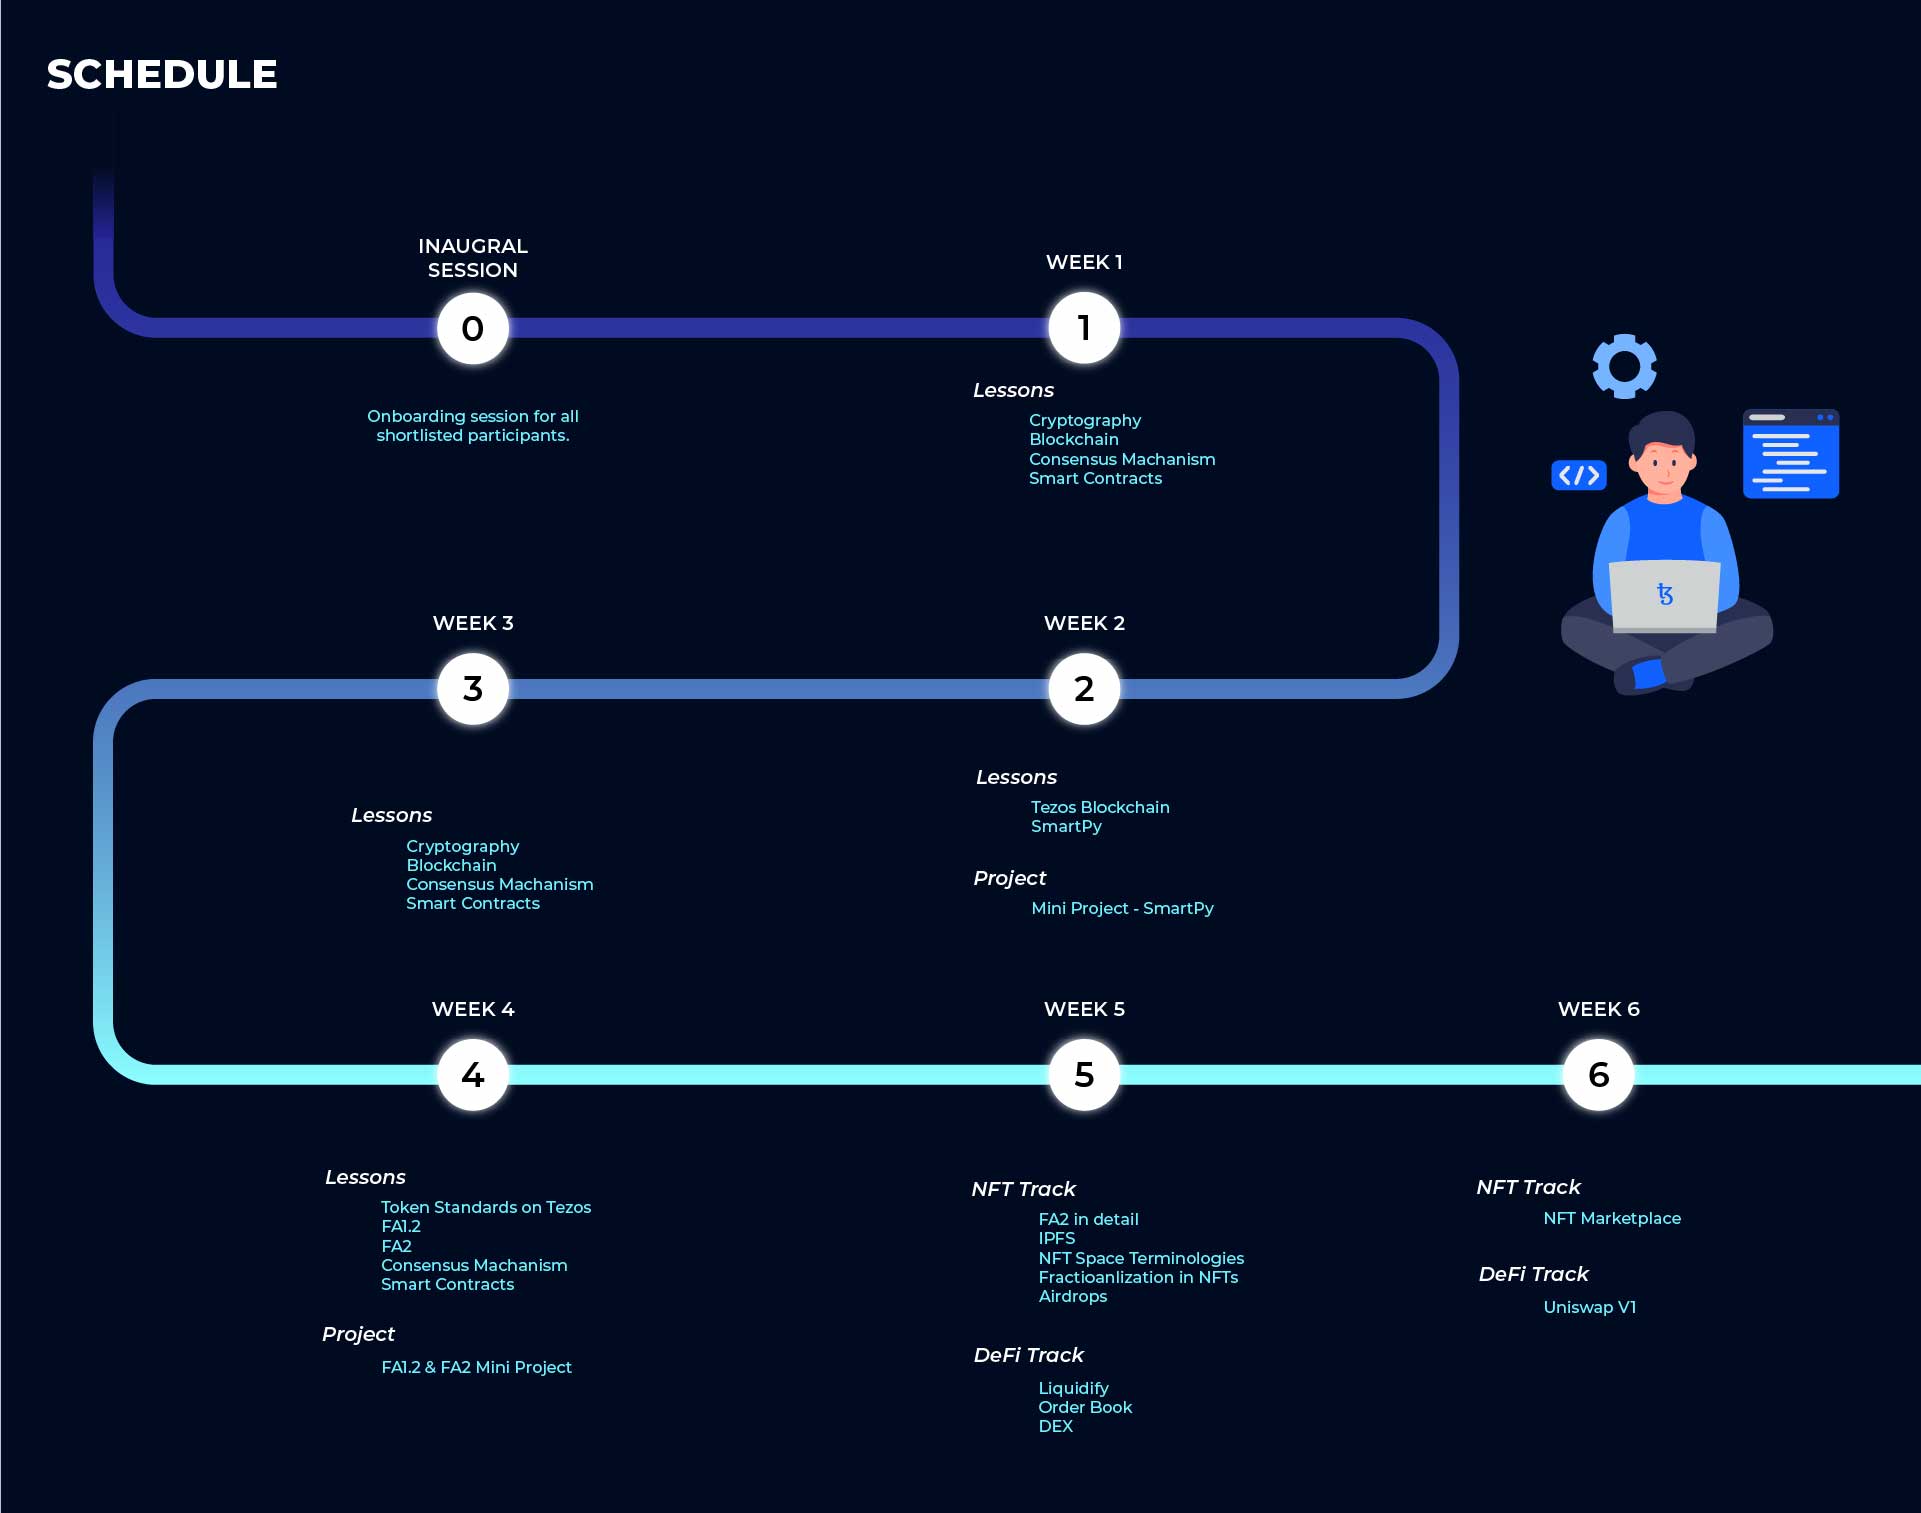 SCHEDULE
INAUGRAL
SESSION
0
Onboarding session for all
shortlisted participants.
WEEK 1
1
Lessons
Cryptography
Blockchain
Consensus Machanism
Smart Contracts
</>
WEEK 2
2
Lessons
Tezos Blockchain
SmartPy
Project
Mini Project - SmartPy
WEEK 3
3
Lessons
Cryptography
Blockchain
Consensus Machanism
Smart Contracts
WEEK 4
4
Lessons
Token Standards on Tezos
FA1.2
FA2
Consensus Machanism
Smart Contracts
Project
FA1.2 & FA2 Mini Project
WEEK 5
5
NFT Track
FA2 in detail
IPFS
NFT Space Terminologies
Fractioanlization in NFTs
Airdrops
DeFi Track
Liquidify
Order Book
DEX
WEEK 6
6
NFT Track
NFT Marketplace
DeFi Track
Uniswap V1